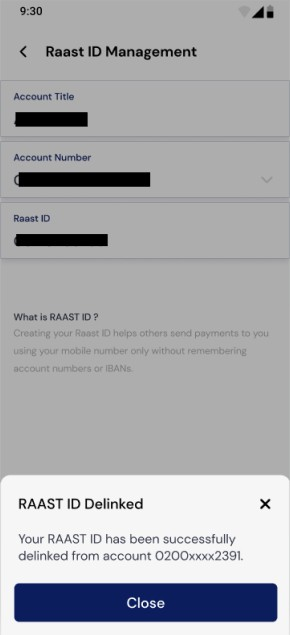 9:30
Raast ID Management
Account Title
Account Number
Raast ID
What is RAAST ID ?
Creating your Raast ID helps others send payments to you
using your mobile number only without remembering
account numbers or IBANs.
RAAST ID Delinked
Your RAAST ID has been successfully
delinked from account 0200xxxx2391.
Close